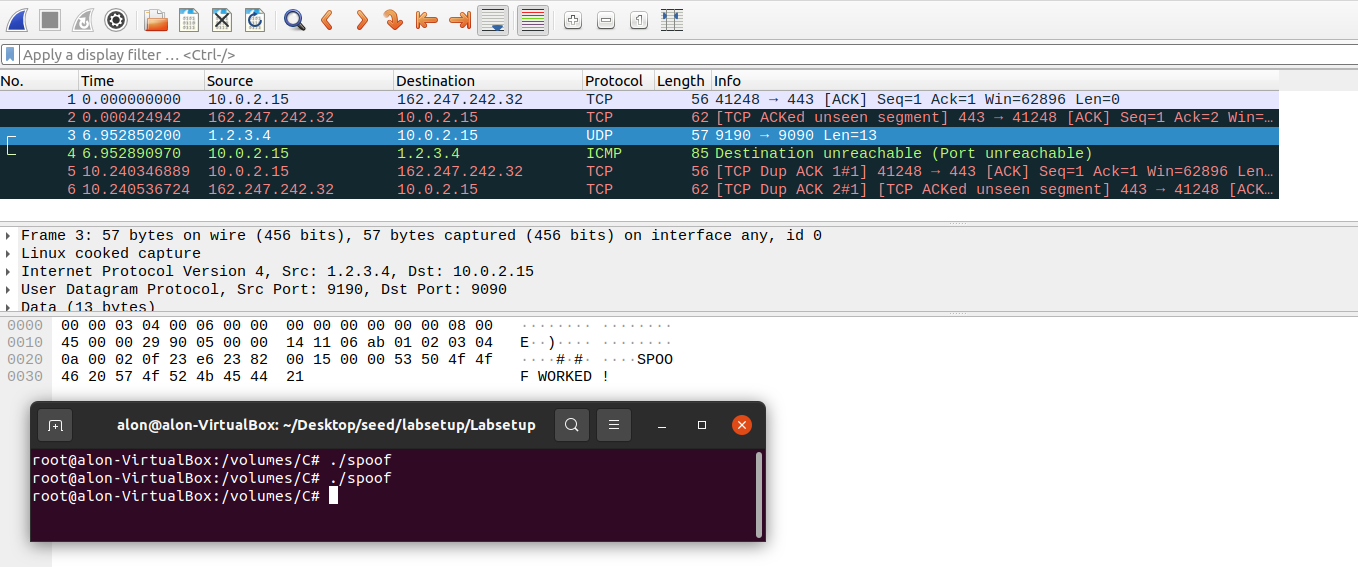 Apply a display filter … <Ctrl-/>
No. Time Source Destination Protocol Length Info
1 0.000000000 10.0.2.15 162.247.242.32 TCP 56 41248 → 443 [ACK] Seq=1 Ack=1 Win=62896 Len=0
2 0.000424942 162.247.242.32 10.0.2.15 TCP 62 [TCP ACKed unseen segment] 443 → 41248 [ACK] Seq=1 Ack=2 Win=…
3 6.952850200 1.2.3.4 10.0.2.15 UDP 57 9190 → 9090 Len=13
4 6.952890970 10.0.2.15 1.2.3.4 ICMP 85 Destination unreachable (Port unreachable)
5 10.240346889 10.0.2.15 162.247.242.32 TCP 56 [TCP Dup ACK 1#1] 41248 → 443 [ACK] Seq=1 Ack=1 Win=62896 Len…
6 10.240536724 162.247.242.32 10.0.2.15 TCP 62 [TCP Dup ACK 2#1] [TCP ACKed unseen segment] 443 → 41248 [ACK…
Frame 3: 57 bytes on wire (456 bits), 57 bytes captured (456 bits) on interface any, id 0
Linux cooked capture
Internet Protocol Version 4, Src: 1.2.3.4, Dst: 10.0.2.15
User Datagram Protocol, Src Port: 9190, Dst Port: 9090
Data (13 bytes)
0000 00 00 03 04 00 06 00 00 00 00 00 00 00 00 08 00 ········ ········
0010 45 00 00 29 90 05 00 00 14 11 06 ab 01 02 03 04 E··)···· ········
0020 0a 00 02 0f 23 e6 23 82 00 15 00 00 53 50 4f 4f ····#·#· ····SPOO
0030 46 20 57 4f 52 4b 45 44 21 F WORKED !
alon@alon-VirtualBox: ~/Desktop/seed/labsetup/Labsetup
root@alon-VirtualBox:/volumes/C# ./spoof
root@alon-VirtualBox:/volumes/C# ./spoof
root@alon-VirtualBox:/volumes/C#